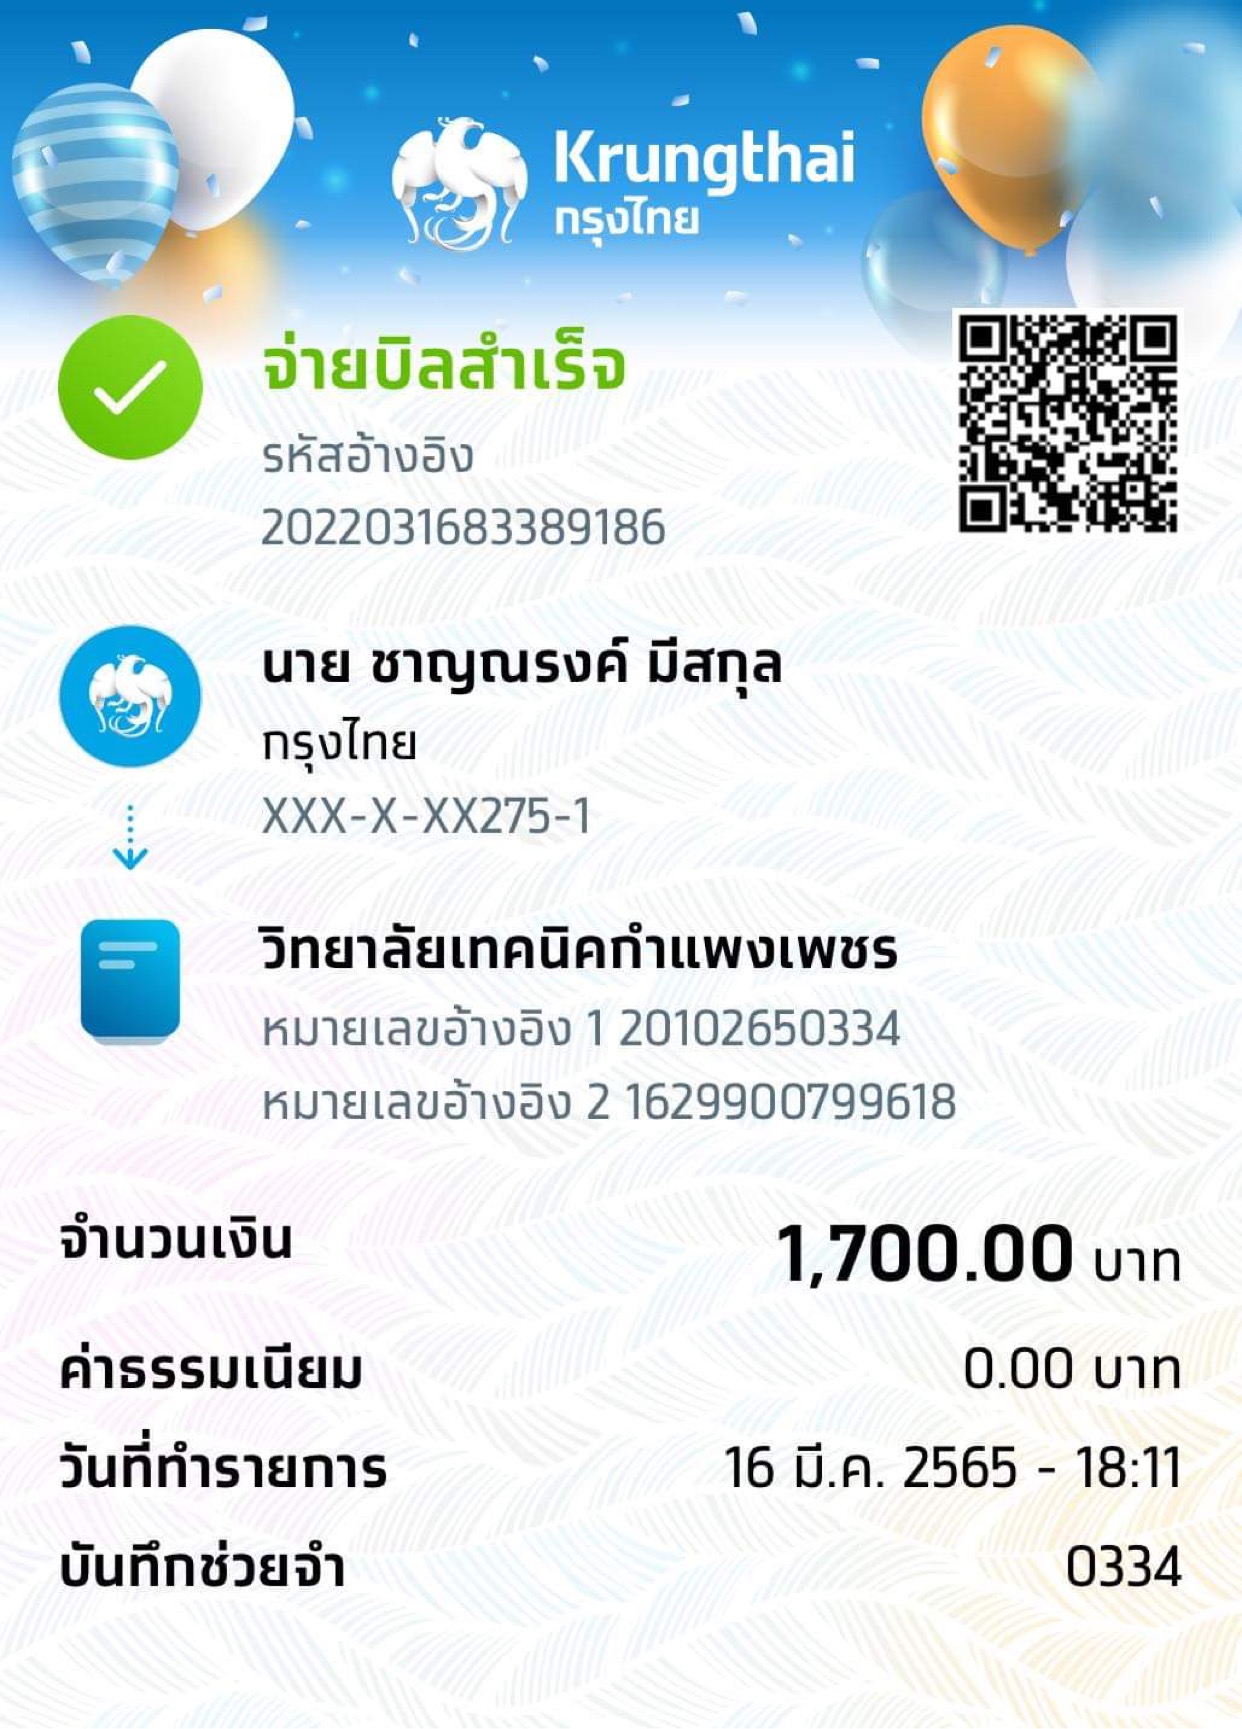 Krungthai
กรุงไทย
จ่ายบิลสำเร็จ
รหัสอ้างอิง
2022031683389186
นาย ชาญณรงค์ มีสกุล
กรุงไทย
XXX-X-XX275-1
วิทยาลัยเทคนิคกำแพงเพชร
หมายเลขอ้างอิง 1 20102650334
หมายเลขอ้างอิง 2 1629900799618
จำนวนเงิน 1,700.00 บาท
ค่าธรรมเนียม 0.00 บาท
วันที่ทำรายการ 16 มี.ค. 2565 - 18:11
บันทึกช่วยจำ 0334